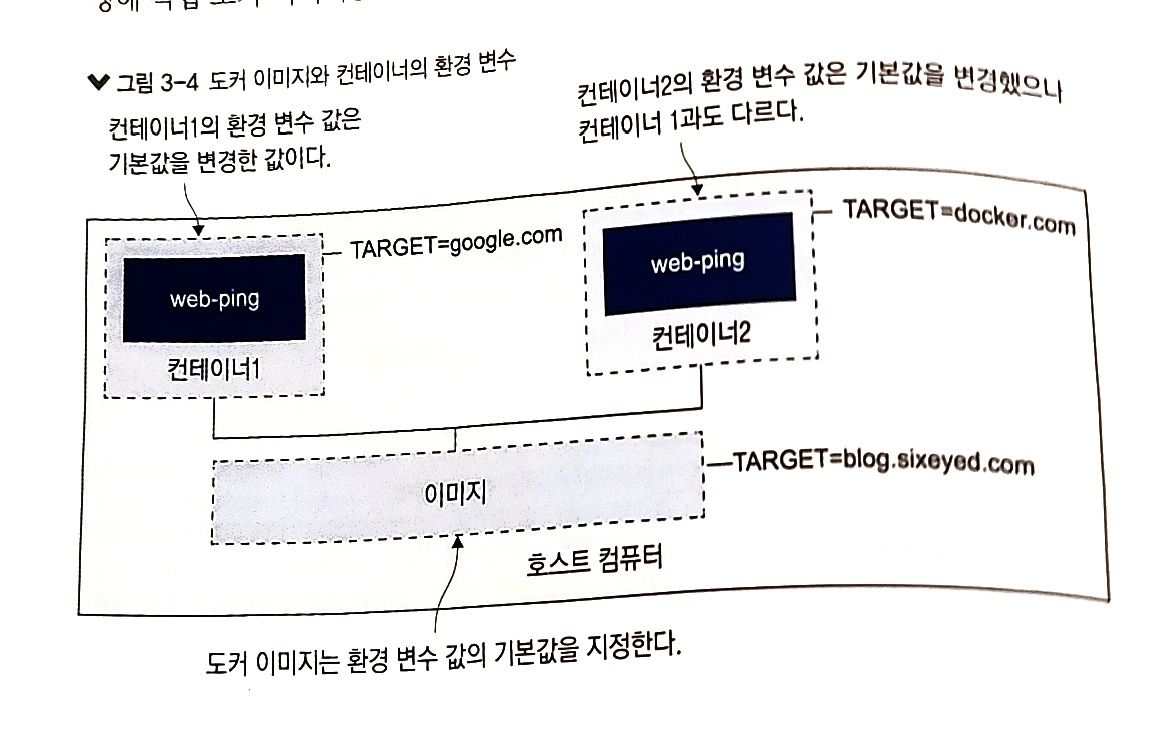 그림 3-4 도커 이미지와 컨테이너의 환경 변수
컨테이너1의 환경 변수 값은
기본값을 변경한 값이다.
컨테이너2의 환경 변수 값은 기본값을 변경했으나
컨테이너 1과도 다르다.
TARGET=google.com
TARGET=docker.com
web-ping
web-ping
컨테이너1
컨테이너2
TARGET=blog.sixeyed.com
이미지
호스트 컴퓨터
도커 이미지는 환경 변수 값의 기본값을 지정한다.